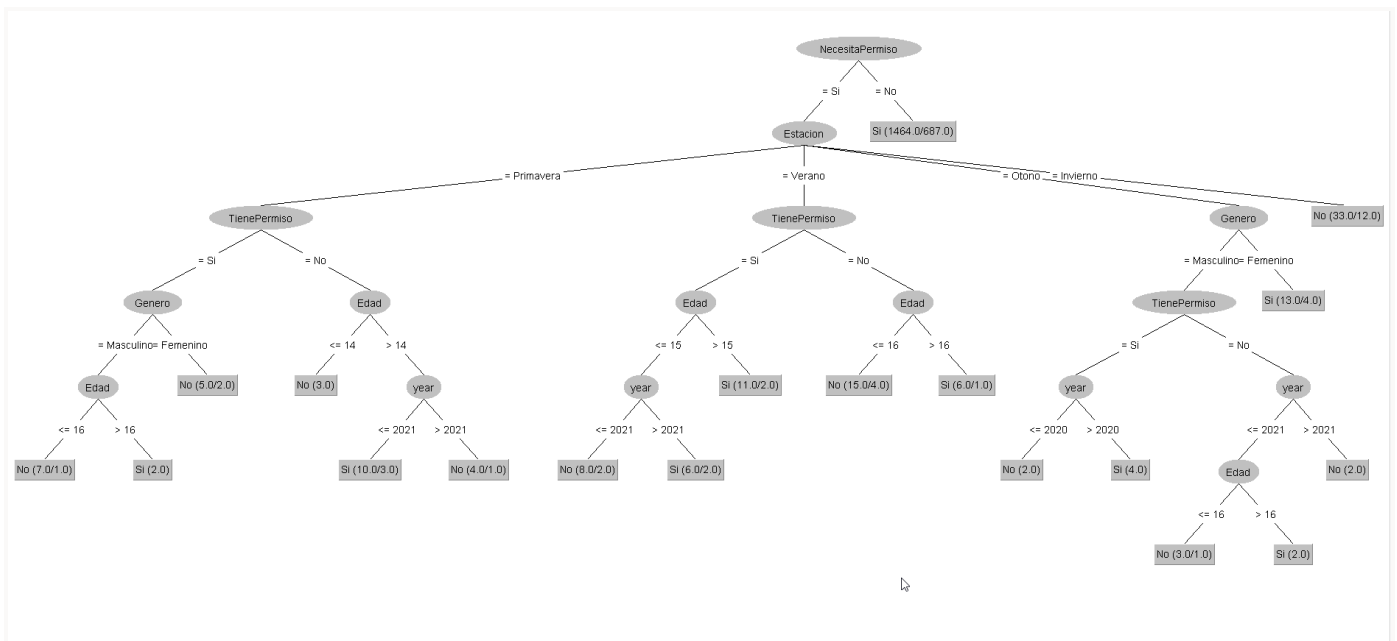 NecesitaPermiso
= Si = No
Estacion Si (1464.0/687.0)
= Primavera = Verano = Otono = Invierno
TienePermiso TienePermiso Genero No (33.0/12.0)
= Si = No = Si = No = Masculino = Femenino
Genero Edad Edad Edad TienePermiso Si (13.0/4.0)
= Masculino = Femenino <= 14 > 14 <= 15 > 15 <= 16 > 16 = Si = No
Edad No (5.0/2.0) No (3.0) year year Si (11.0/2.0) No (15.0/4.0) Si (6.0/1.0) year year
<= 16 > 16 <= 2021 > 2021 <= 2021 > 2021 <= 2020 > 2020 <= 2021 > 2021
No (7.0/1.0) Si (2.0) Si (10.0/3.0) No (4.0/1.0) No (8.0/2.0) Si (6.0/2.0) No (2.0) Si (4.0) Edad No (2.0)
<= 16 > 16
No (3.0/1.0) Si (2.0)